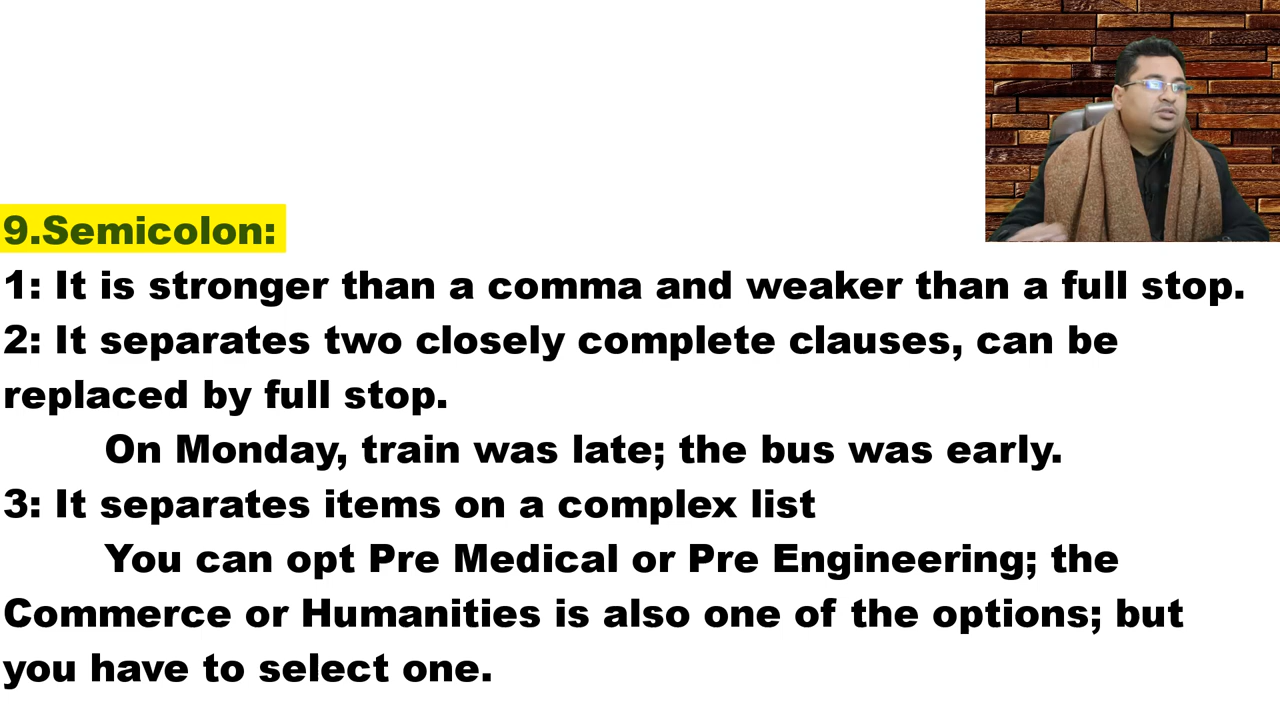 9.Semicolon:
1: It is stronger than a comma and weaker than a full stop.
2: It separates two closely complete clauses, can be
replaced by full stop.
On Monday, train was late; the bus was early.
3: It separates items on a complex list
You can opt Pre Medical or Pre Engineering; the
Commerce or Humanities is also one of the options; but
you have to select one.